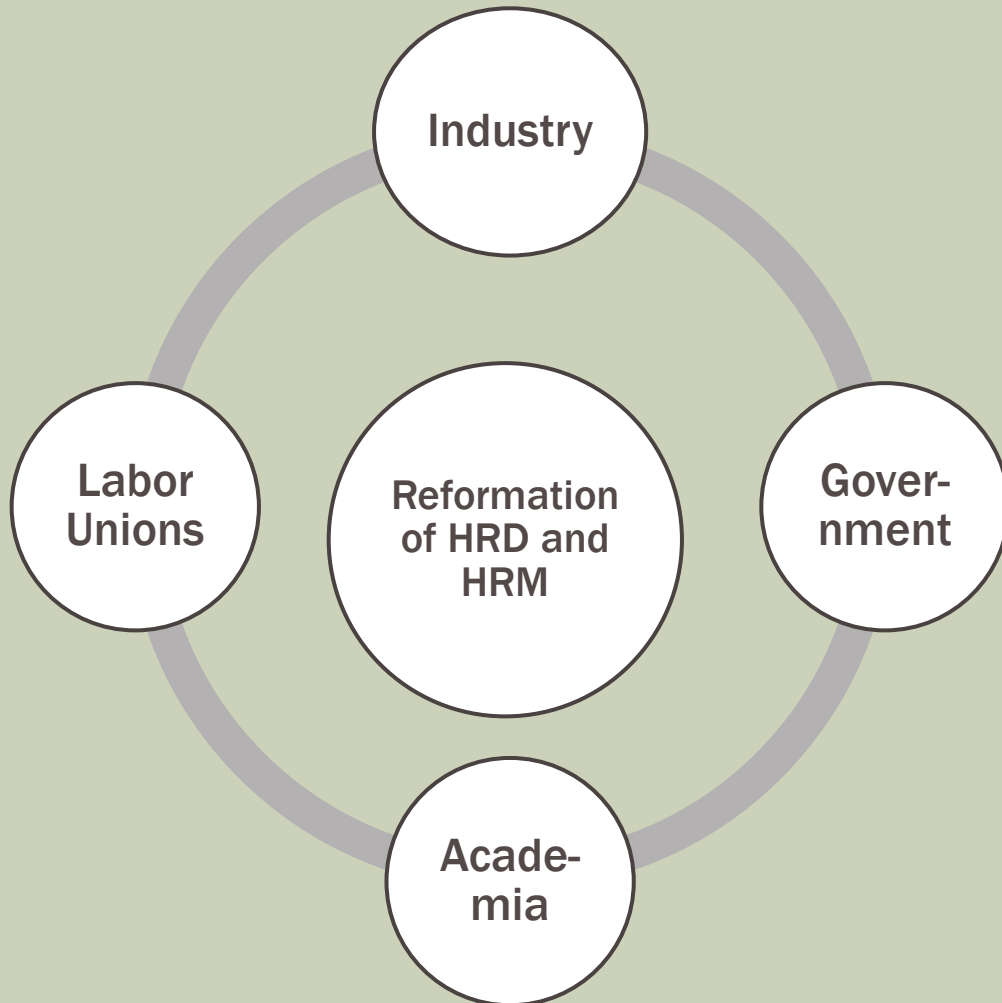 Industry
Labor
Unions
Reformation
of HRD and
HRM
Gover-
nment
Acade-
mia